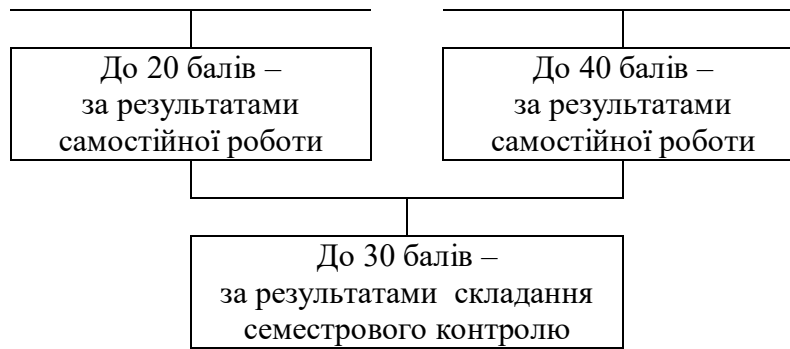 До 20 балів –
за результатами
самостійної роботи
До 40 балів –
за результатами
самостійної роботи
До 30 балів –
за результатами складання
семестрового контролю